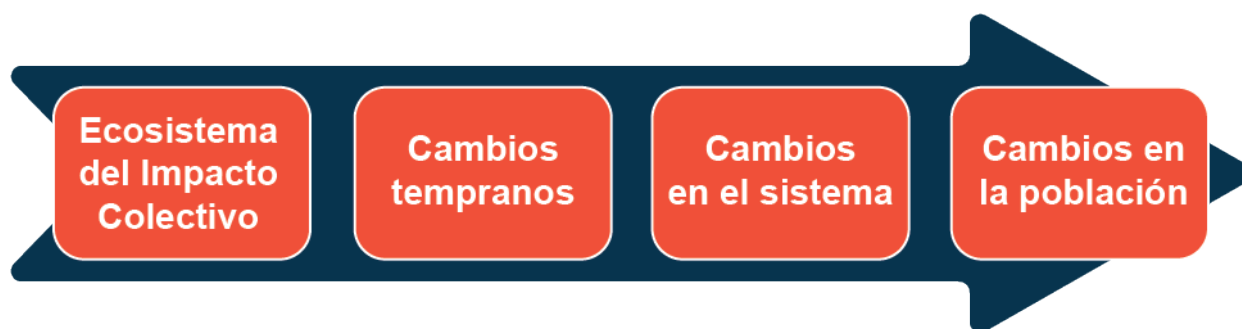 Ecosistema
del Impacto
Colectivo
Cambios
tempranos
Cambios
en el sistema
Cambios en
la población